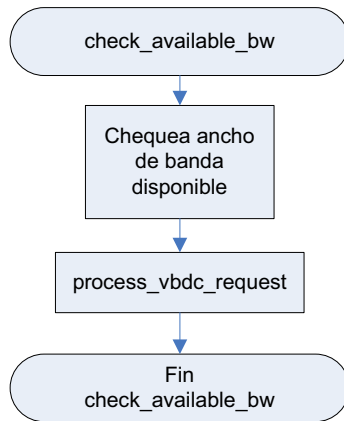 check_available_bw
Chequea ancho
de banda
disponible
process_vbdc_request
Fin
check_available_bw